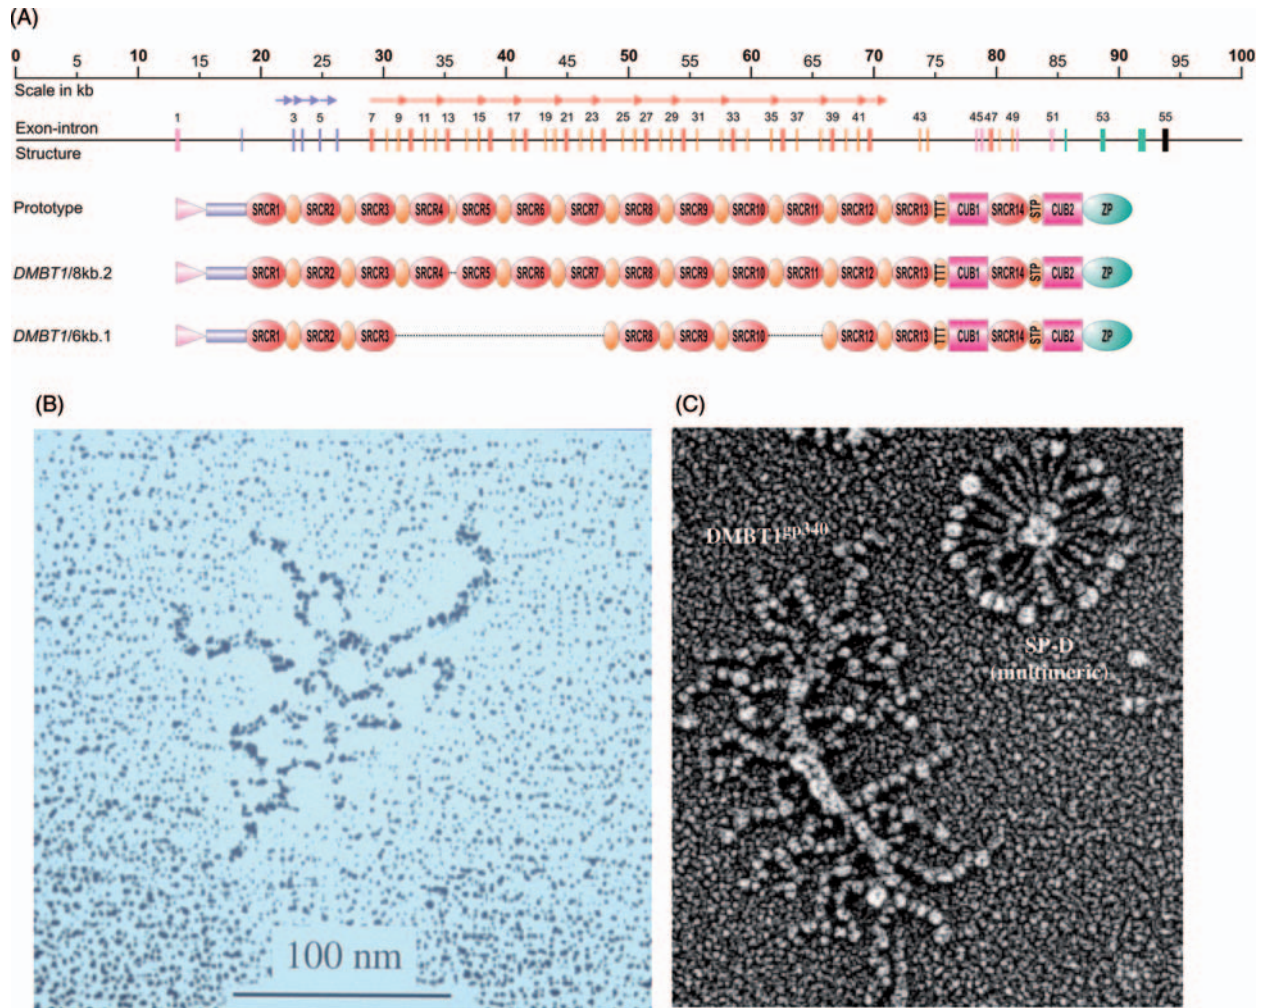 (A)
0 5 10 15 20 25 30 35 40 45 50 55 60 65 70 75 80 85 90 95 100
Scale in kb
1 3 5 7 9 11 13 15 17 19 21 23 25 27 29 31 33 35 37 39 41 43 45 47 49 51 53 55
Exon-intron
Structure
Prototype SRCR1 SRCR2 SRCR3 SRCR4 SRCR5 SRCR6 SRCR7 SRCR8 SRCR9 SRCR10 SRCR11 SRCR12 SRCR13 TTT CUB1 SRCR14 STP CUB2 ZP
DMBT1/8kb.2 SRCR1 SRCR2 SRCR3 SRCR4 SRCR5 SRCR6 SRCR7 SRCR8 SRCR9 SRCR10 SRCR11 SRCR12 SRCR13 TTT CUB1 SRCR14 STP CUB2 ZP
DMBT1/6kb.1 SRCR1 SRCR2 SRCR3 SRCR8 SRCR9 SRCR10 SRCR12 SRCR13 TTT CUB1 SRCR14 STP CUB2 ZP
(B)
100 nm
(C)
DMBT1gp340
SP-D
(multimeric)